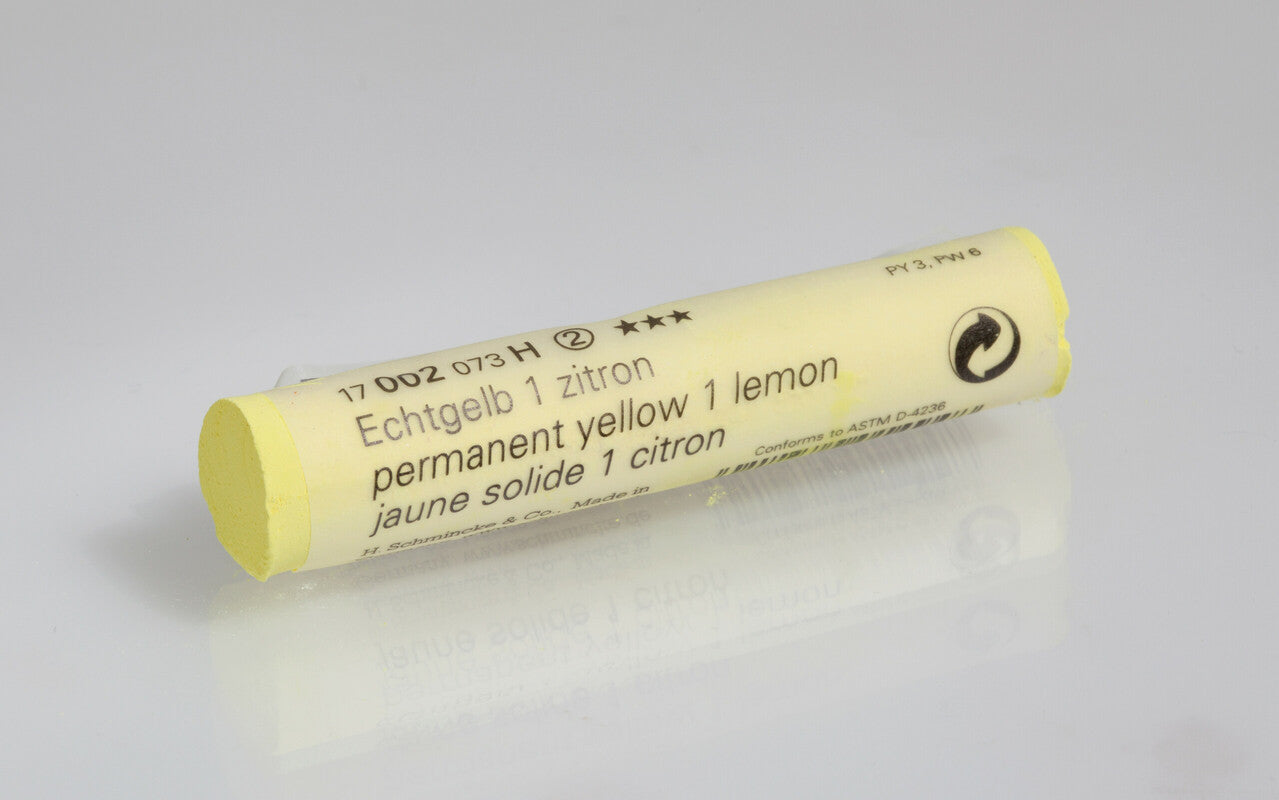 17 002 073 H ② ★★★
PY 3, PW 6
Echtgelb 1 zitron
permanent yellow 1 lemon
jaune solide 1 citron
Conforms to ASTM D-4236
H. Schmincke & Co., Made in